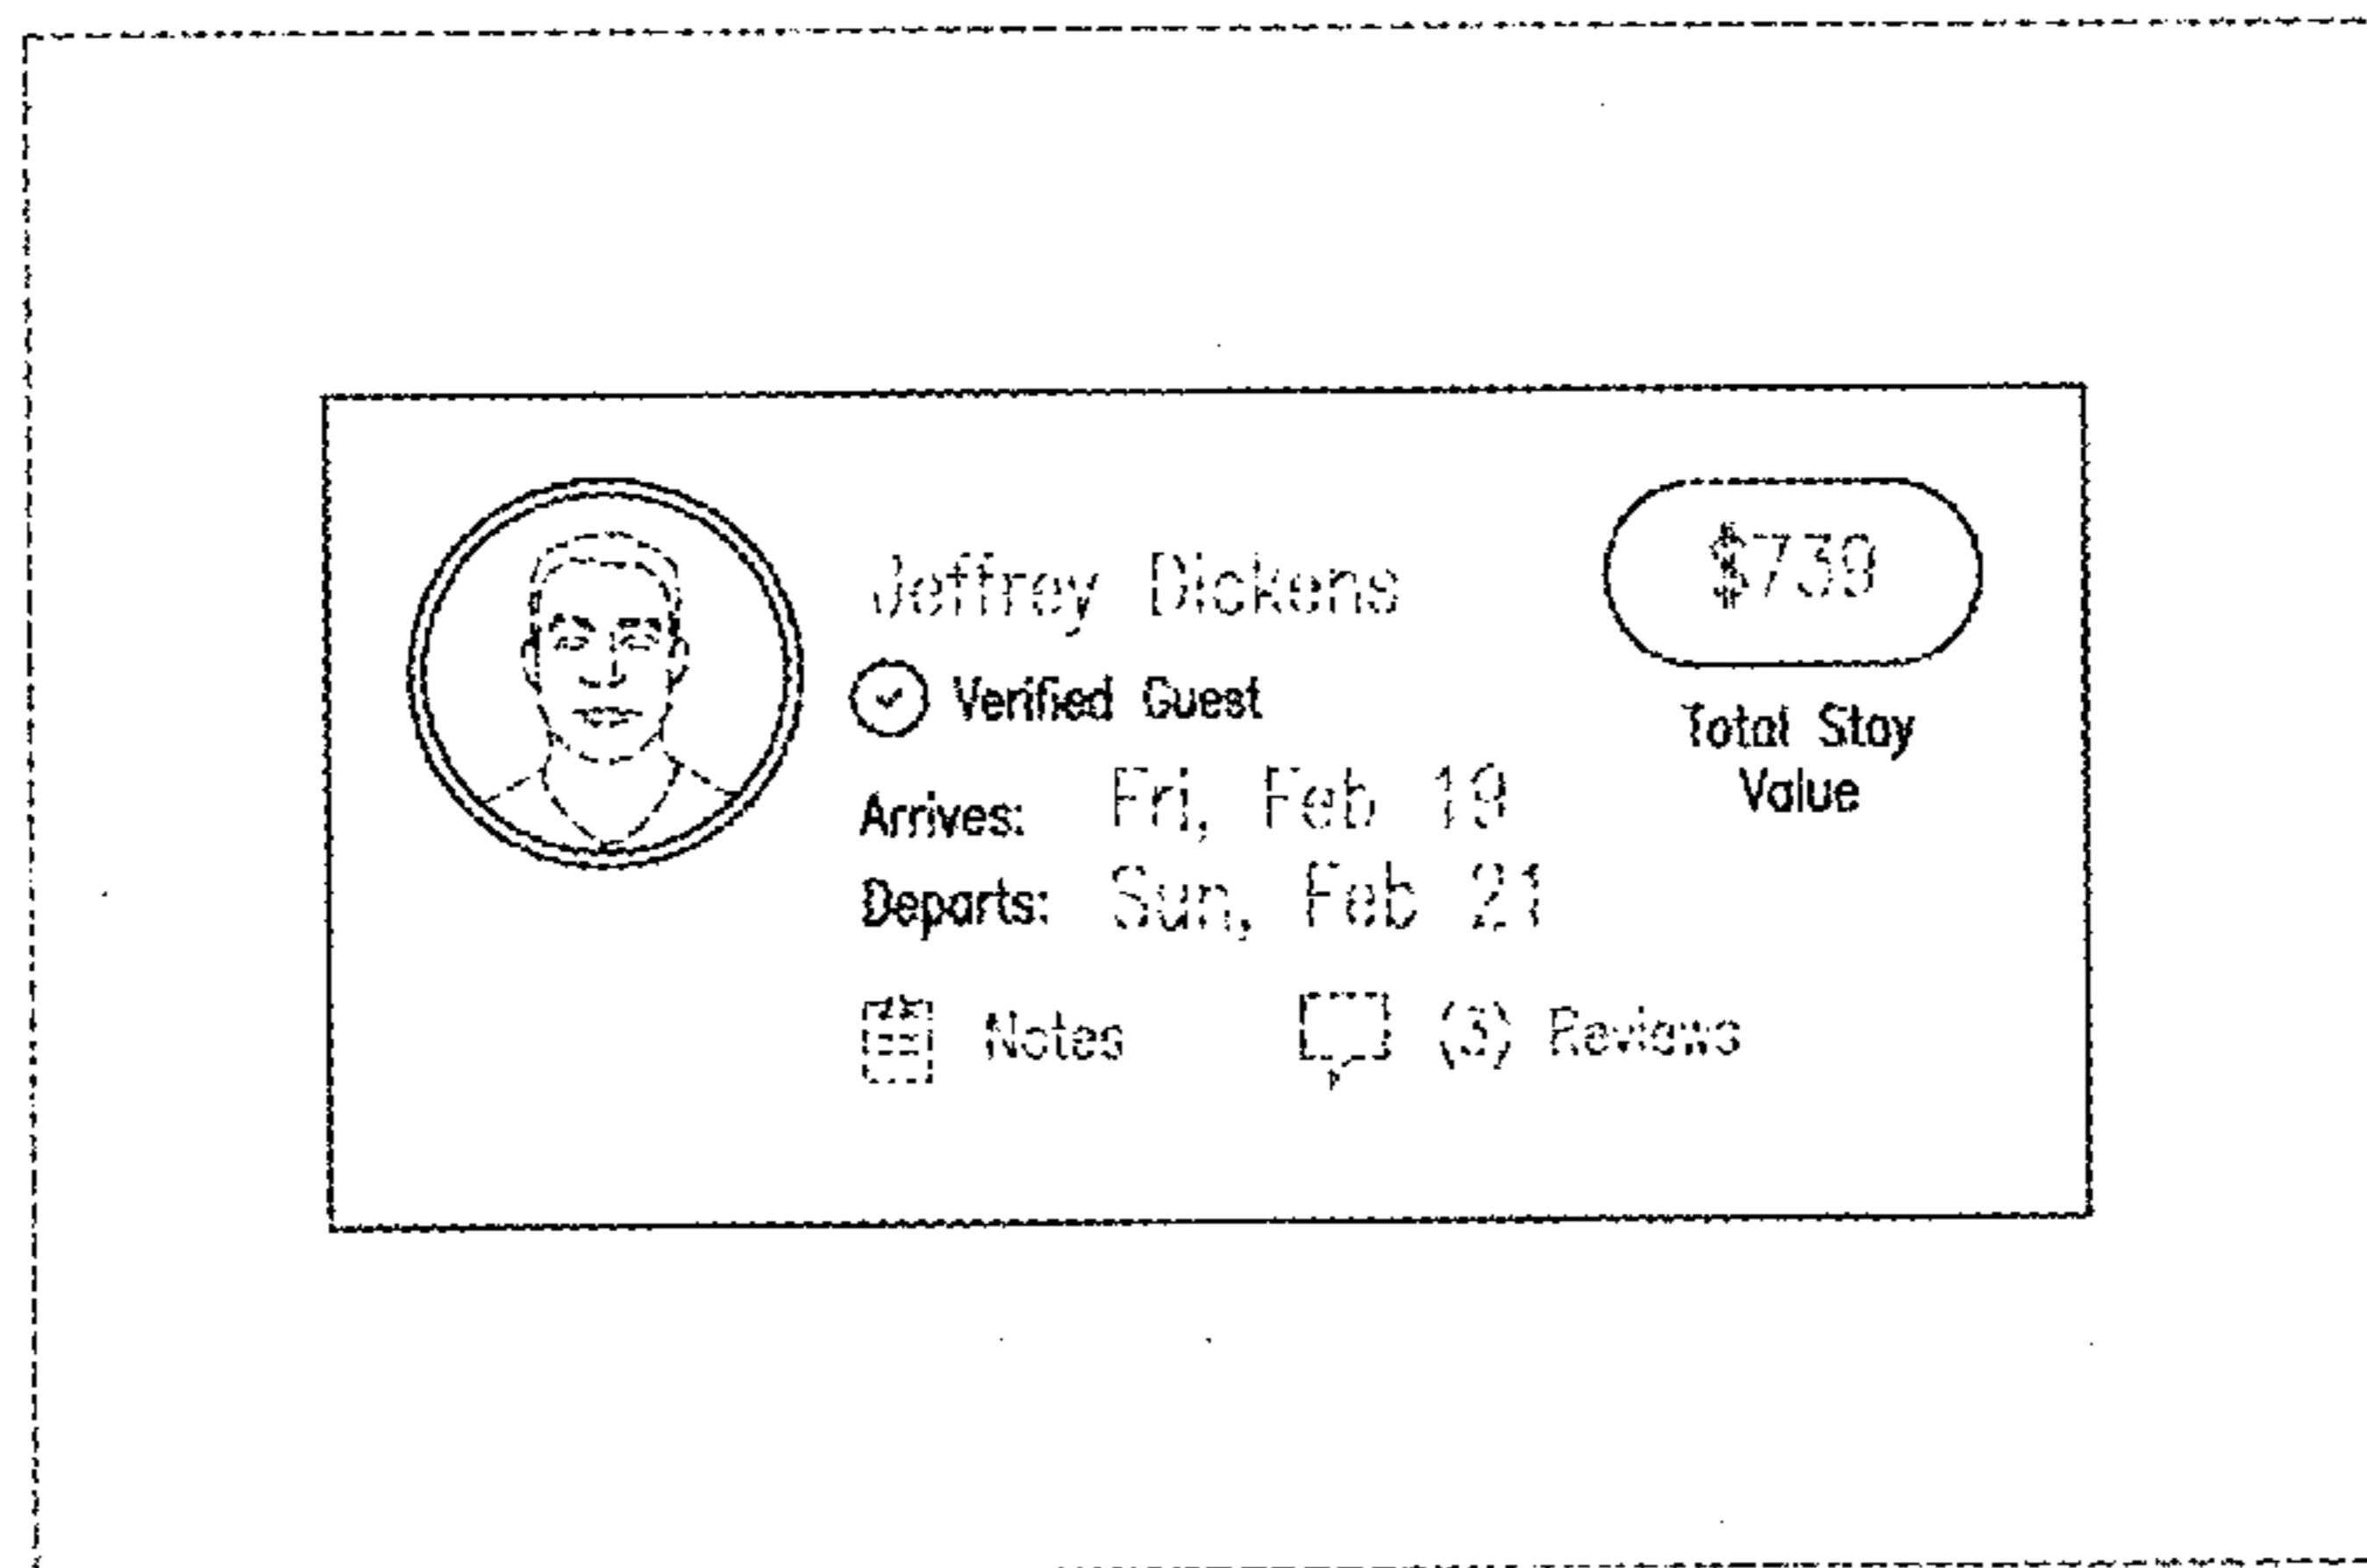 Jeffrey Dickens
$739
Verified Guest
Total Stay
Value
Arrives: Fri, Feb 19
Departs: Sun, Feb 21
Notes
(3) Reviews